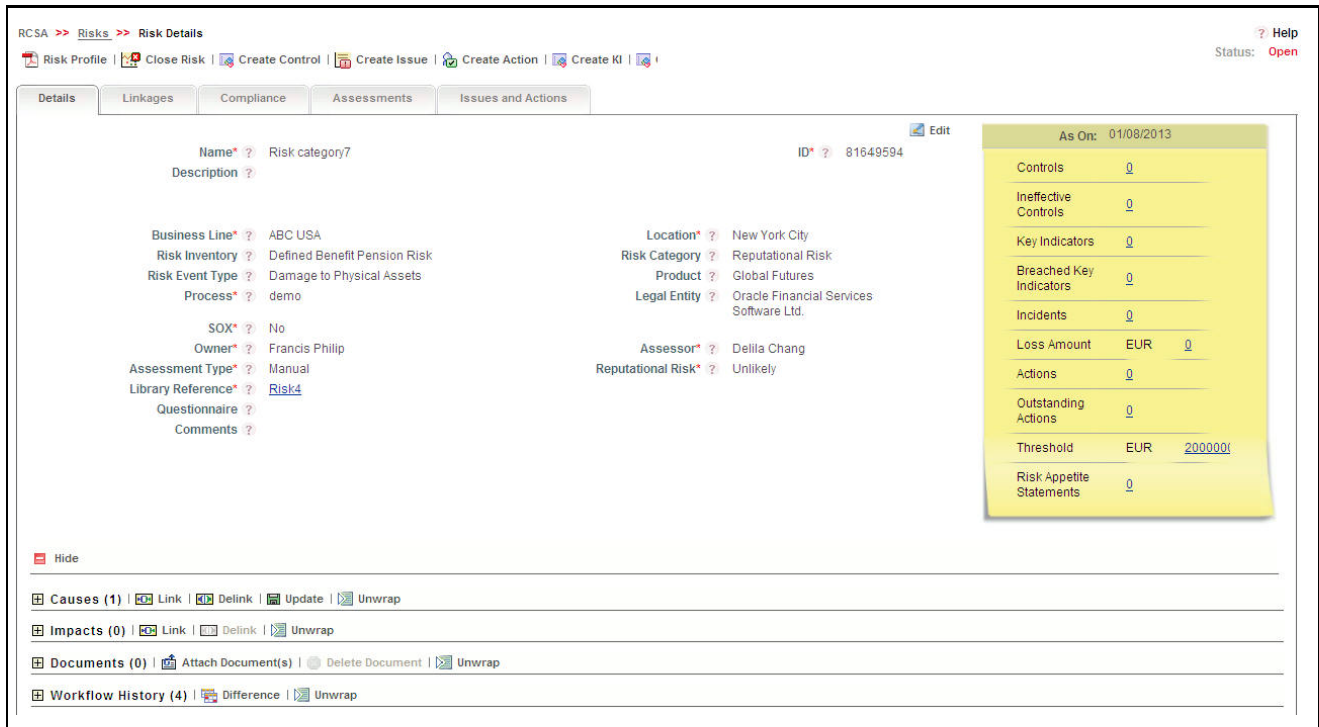 RCSA >> Risks >> Risk Details
? Help
Risk Profile | Close Risk | Create Control | Create Issue | Create Action | Create KI |
Status: Open
Details Linkages Compliance Assessments Issues and Actions
Edit
Name* ? Risk category7 ID* ? 81649594
Description ?
Business Line* ? ABC USA Location* ? New York City
Risk Inventory ? Defined Benefit Pension Risk Risk Category ? Reputational Risk
Risk Event Type ? Damage to Physical Assets Product ? Global Futures
Process* ? demo Legal Entity ? Oracle Financial Services
Software Ltd.
SOX* ? No
Owner* ? Francis Philip Assessor* ? Delila Chang
Assessment Type* ? Manual Reputational Risk* ? Unlikely
Library Reference* ? Risk4
Questionnaire ?
Comments ?
As On: 01/08/2013
Controls 0
Ineffective
Controls 0
Key Indicators 0
Breached Key
Indicators 0
Incidents 0
Loss Amount EUR 0
Actions 0
Outstanding
Actions 0
Threshold EUR 200000
Risk Appetite
Statements 0
Hide
Causes (1) | Link | Delink | Update | Unwrap
Impacts (0) | Link | Delink | Unwrap
Documents (0) | Attach Document(s) | Delete Document | Unwrap
Workflow History (4) | Difference | Unwrap